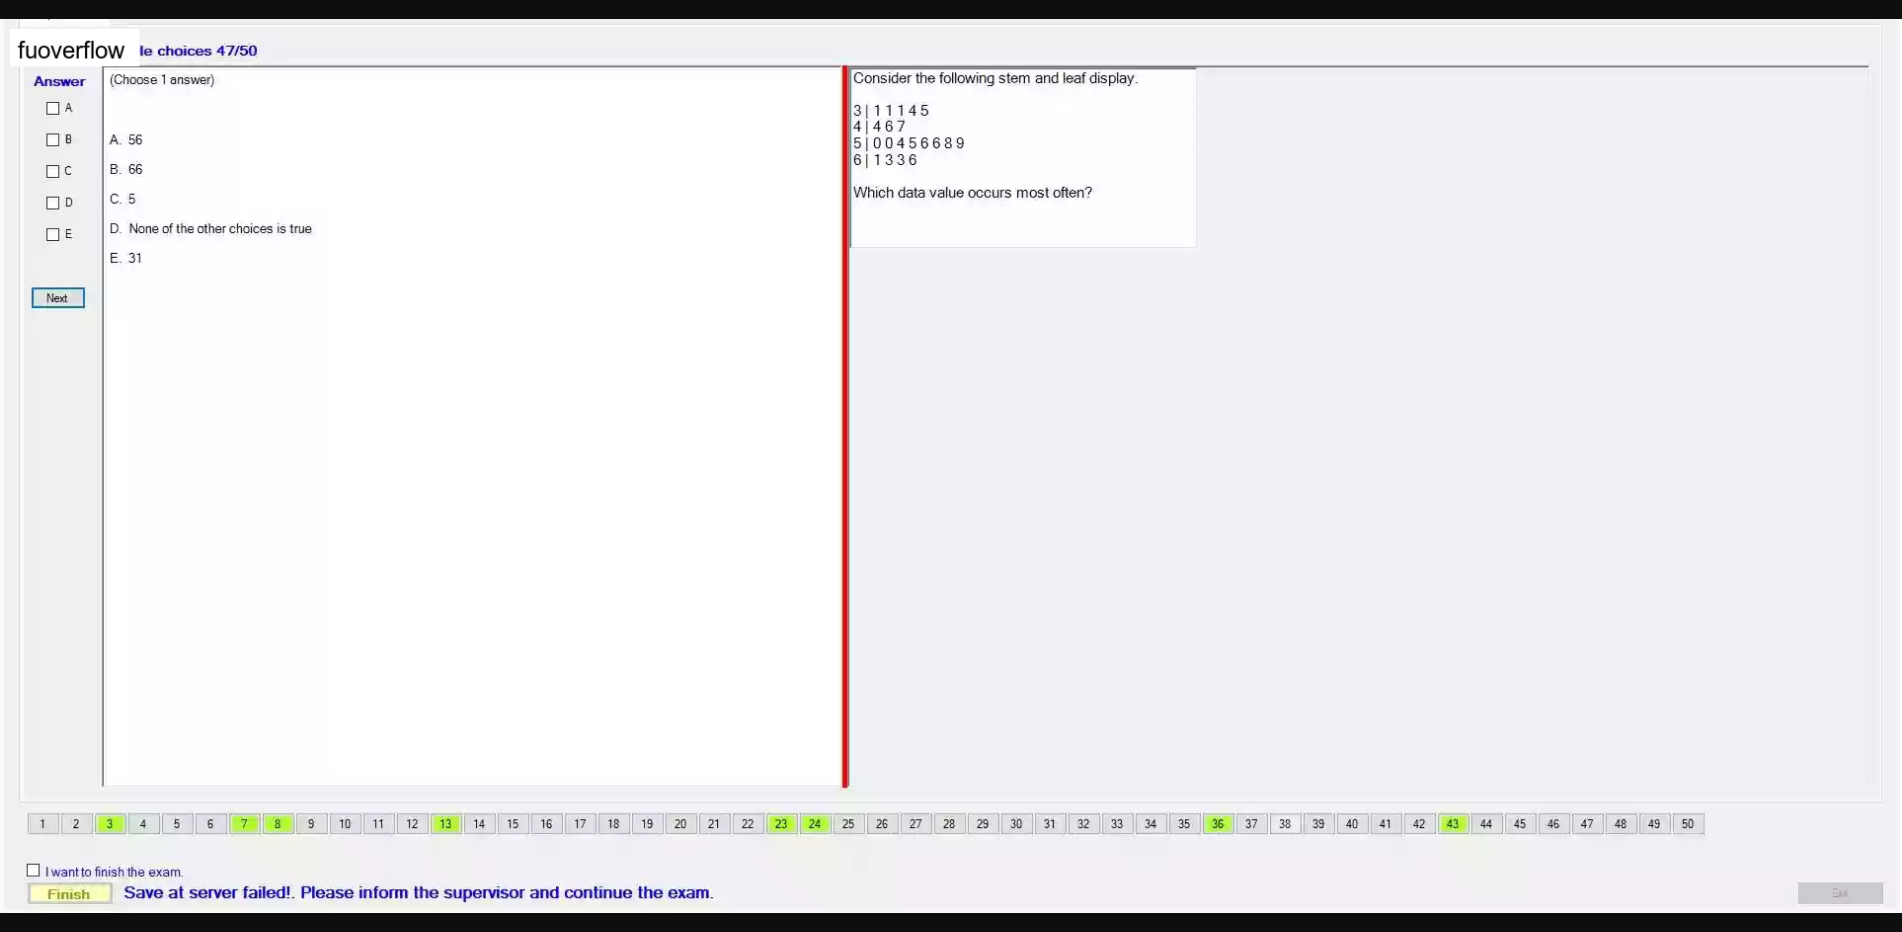 fuoverflow le choices 47/50
Answer
(Choose 1 answer)
A
B
C
D
E
Next
A. 56
B. 66
C. 5
D. None of the other choices is true
E. 31
Consider the following stem and leaf display.
3 | 1 1 1 4 5
4 | 4 6 7
5 | 0 0 4 5 6 6 8 9
6 | 1 3 3 6
Which data value occurs most often?
1 2 3 4 5 6 7 8 9 10 11 12 13 14 15 16 17 18 19 20 21 22 23 24 25 26 27 28 29 30 31 32 33 34 35 36 37 38 39 40 41 42 43 44 45 46 47 48 49 50
I want to finish the exam.
Finish Save at server failed!. Please inform the supervisor and continue the exam.